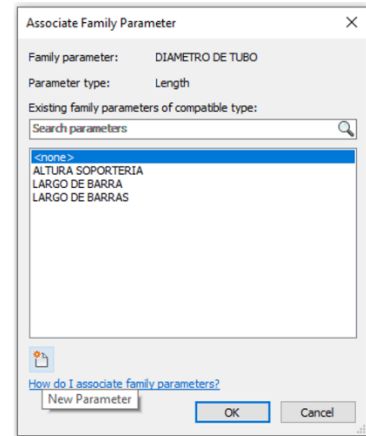 Associate Family Parameter
Family parameter: DIAMETRO DE TUBO
Parameter type: Length
Existing family parameters of compatible type:
Search parameters
<none>
ALTURA SOPORTERIA
LARGO DE BARRA
LARGO DE BARRAS
How do I associate family parameters?
New Parameter
OK Cancel